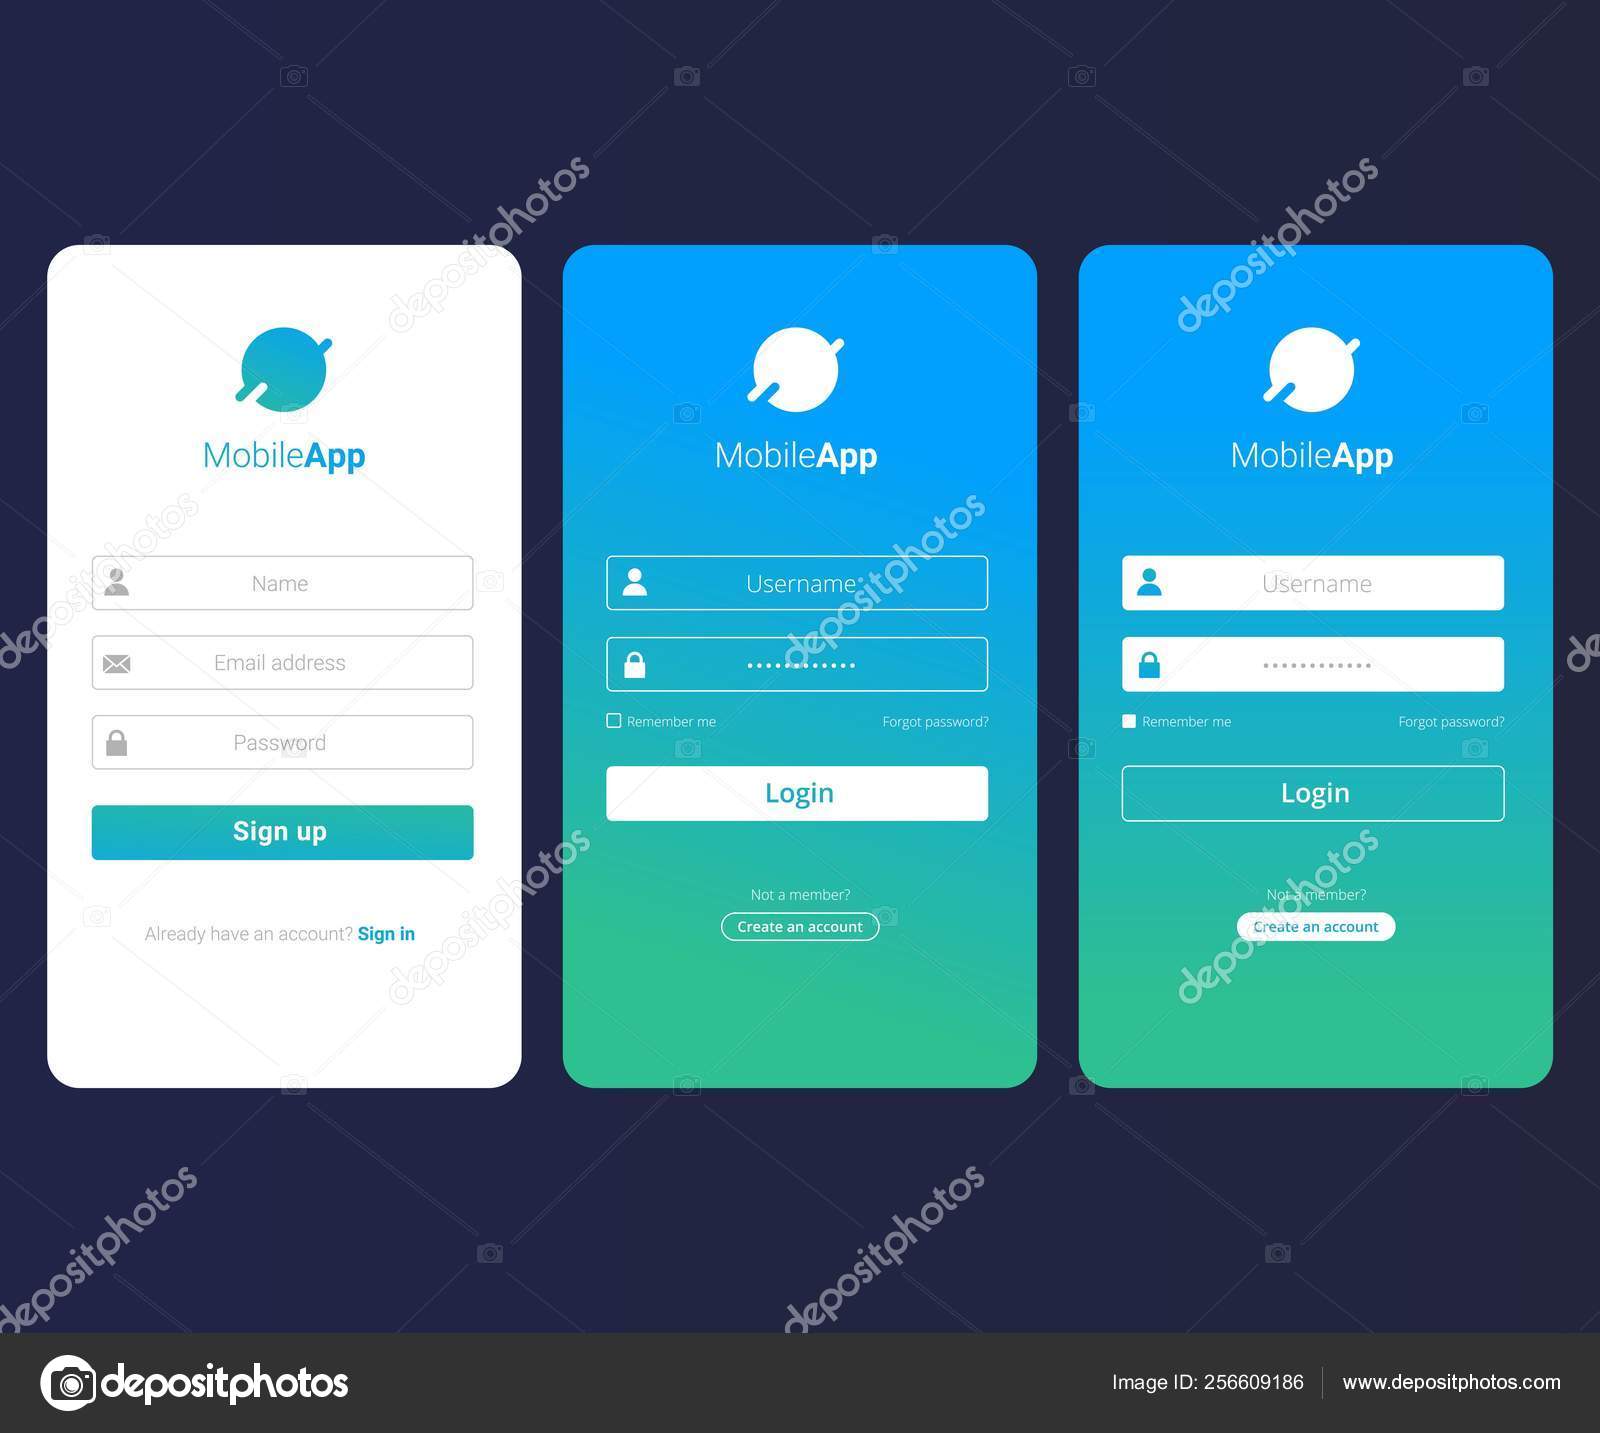 MobileApp
Name
Email address
Password
Sign up
Already have an account? Sign in
MobileApp
Username
Remember me
Forgot password?
Login
Not a member?
Create an account
MobileApp
Username
Remember me
Forgot password?
Login
Not a member?
Create an account
depositphotos
depositphotos
depositphotos
depositphotos
depositphotos
depositphotos
depositphotos
depositphotos
depositphotos
Image ID: 256609186
www.depositphotos.com